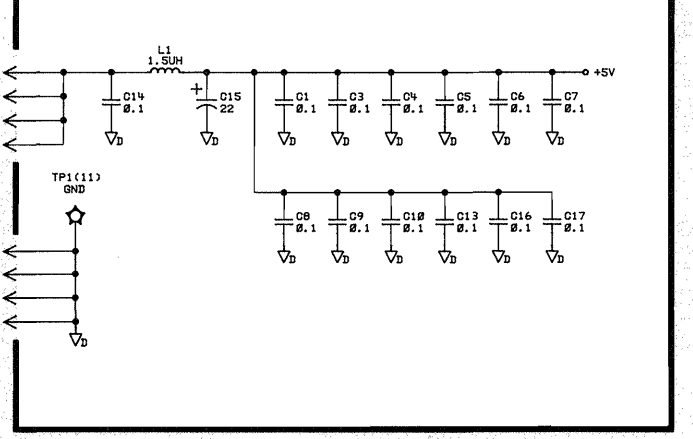 L1
1.5UH
+5V
C14
0.1
D
+
C15
22
D
C1
0.1
D
C3
0.1
D
C4
0.1
D
C5
0.1
D
C6
0.1
D
C7
0.1
D
TP1(11)
GND
D
C8
0.1
D
C9
0.1
D
C10
0.1
D
C13
0.1
D
C16
0.1
D
C17
0.1
D